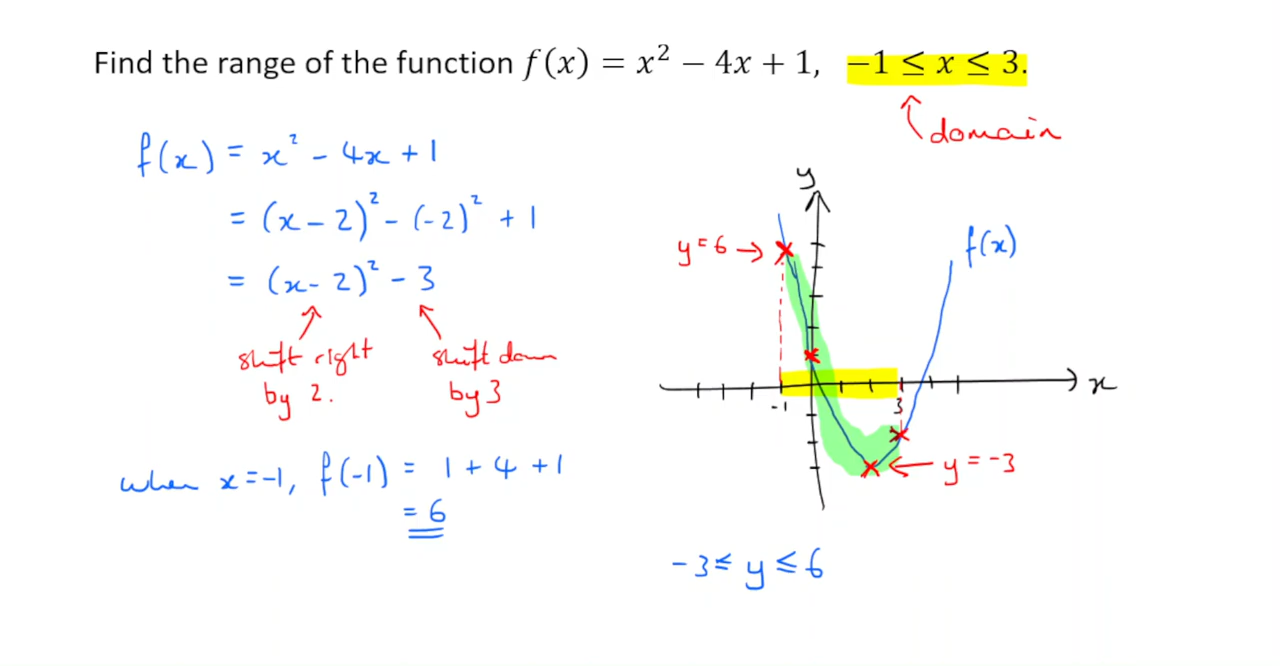 Find the range of the function f(x) = x² − 4x + 1, −1 ≤ x ≤ 3.
domain
f(x) = x² - 4x + 1
= (x - 2)² - (-2)² + 1
= (x - 2)² - 3
shift right
by 2.
shift down
by 3
when x = -1, f(-1) = 1 + 4 + 1
= 6
y
y = 6
f(x)
x
-1
3
y = -3
-3 ≤ y ≤ 6